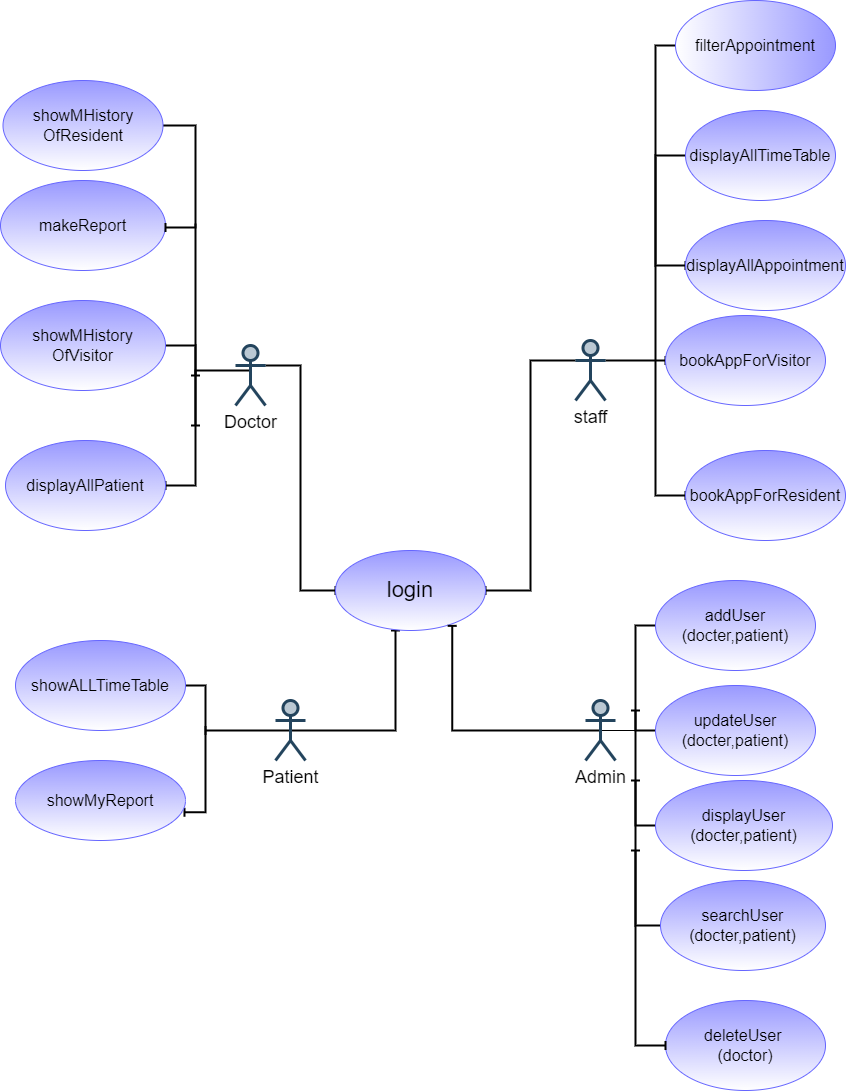 filterAppointment
showMHistory
OfResident
displayAllTimeTable
makeReport
displayAllAppointment
showMHistory
OfVisitor
bookAppForVisitor
Doctor
staff
displayAllPatient
bookAppForResident
login
addUser
(docter,patient)
showALLTimeTable
updateUser
(docter,patient)
Patient
Admin
showMyReport
displayUser
(docter,patient)
searchUser
(docter,patient)
deleteUser
(doctor)